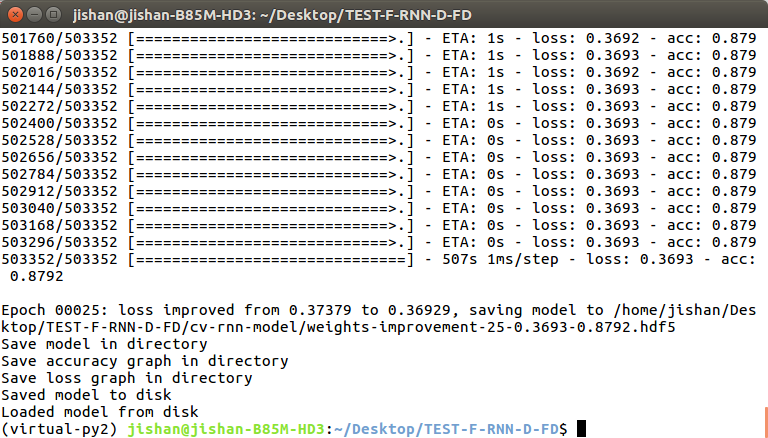 jishan@jishan-B85M-HD3: ~/Desktop/TEST-F-RNN-D-FD
501760/503352 [=============================>.] - ETA: 1s - loss: 0.3692 - acc: 0.879
501888/503352 [=============================>.] - ETA: 1s - loss: 0.3693 - acc: 0.879
502016/503352 [=============================>.] - ETA: 1s - loss: 0.3692 - acc: 0.879
502144/503352 [=============================>.] - ETA: 1s - loss: 0.3693 - acc: 0.879
502272/503352 [=============================>.] - ETA: 1s - loss: 0.3693 - acc: 0.879
502400/503352 [=============================>.] - ETA: 0s - loss: 0.3693 - acc: 0.879
502528/503352 [=============================>.] - ETA: 0s - loss: 0.3693 - acc: 0.879
502656/503352 [=============================>.] - ETA: 0s - loss: 0.3693 - acc: 0.879
502784/503352 [=============================>.] - ETA: 0s - loss: 0.3693 - acc: 0.879
502912/503352 [=============================>.] - ETA: 0s - loss: 0.3693 - acc: 0.879
503040/503352 [=============================>.] - ETA: 0s - loss: 0.3693 - acc: 0.879
503168/503352 [=============================>.] - ETA: 0s - loss: 0.3693 - acc: 0.879
503296/503352 [=============================>.] - ETA: 0s - loss: 0.3693 - acc: 0.879
503352/503352 [==============================] - 507s 1ms/step - loss: 0.3693 - acc:
 0.8792
Epoch 00025: loss improved from 0.37379 to 0.36929, saving model to /home/jishan/Des
ktop/TEST-F-RNN-D-FD/cv-rnn-model/weights-improvement-25-0.3693-0.8792.hdf5
Save model in directory
Save accuracy graph in directory
Save loss graph in directory
Saved model to disk
Loaded model from disk
(virtual-py2) jishan@jishan-B85M-HD3:~/Desktop/TEST-F-RNN-D-FD$